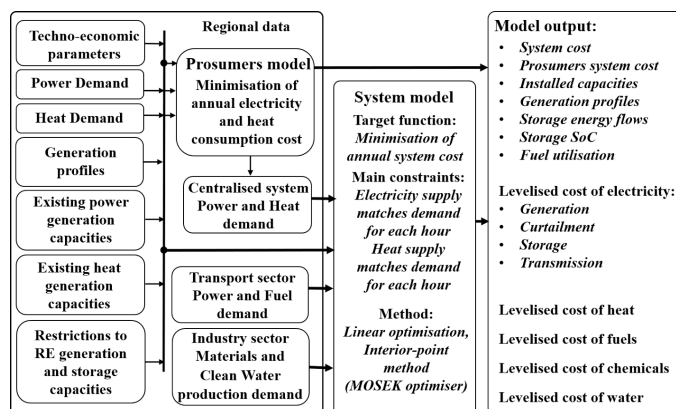 Regional data
Techno-economic
parameters
Power Demand
Heat Demand
Generation
profiles
Existing power
generation
capacities
Existing heat
generation
capacities
Restrictions to
RE generation
and storage
capacities
Prosumers model
Minimisation of
annual electricity
and heat
consumption cost
Centralised system
Power and Heat
demand
Transport sector
Power and Fuel
demand
Industry sector
Materials and
Clean Water
production demand
System model
Target function:
Minimisation of
annual system cost
Main constraints:
Electricity supply
matches demand
for each hour
Heat supply
matches demand
for each hour
Method:
Linear optimisation,
Interior-point
method
(MOSEK optimiser)
Model output:
• System cost
• Prosumers system cost
• Installed capacities
• Generation profiles
• Storage energy flows
• Storage SoC
• Fuel utilisation
Levelised cost of electricity:
• Generation
• Curtailment
• Storage
• Transmission
Levelised cost of heat
Levelised cost of fuels
Levelised cost of chemicals
Levelised cost of water